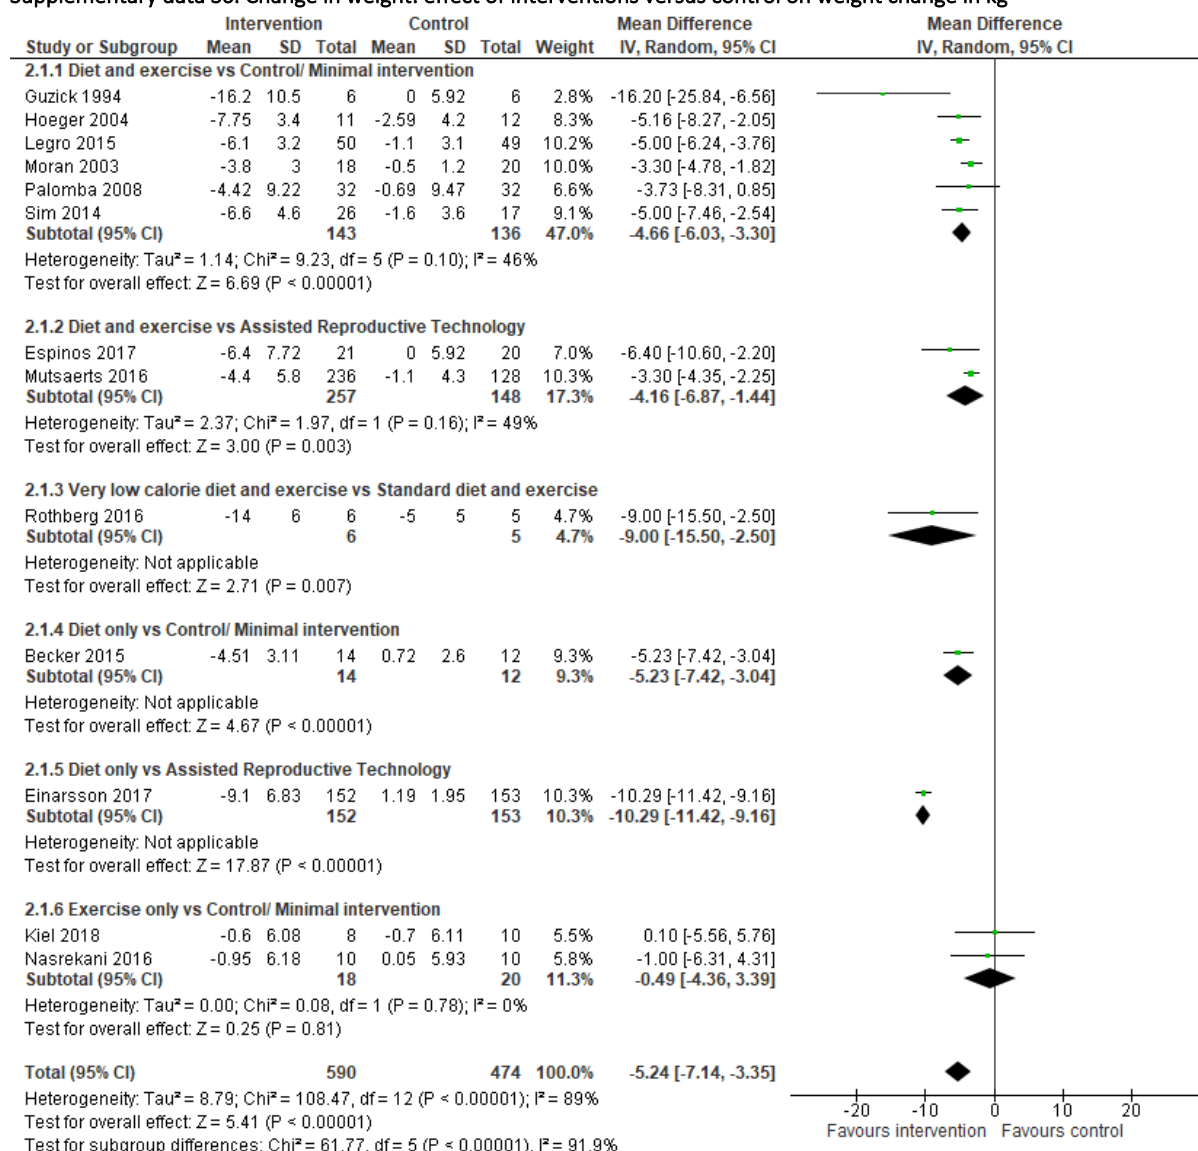 Supplementary data S6: Change in weight: effect of interventions versus control on weight change in kg
Intervention Control Mean Difference Mean Difference
Study or Subgroup Mean SD Total Mean SD Total Weight IV, Random, 95% CI IV, Random, 95% CI
2.1.1 Diet and exercise vs Control/ Minimal intervention
Guzick 1994 -16.2 10.5 6 0 5.92 6 2.8% -16.20 [-25.84, -6.56]
Hoeger 2004 -7.75 3.4 11 -2.59 4.2 12 8.3% -5.16 [-8.27, -2.05]
Legro 2015 -6.1 3.2 50 -1.1 3.1 49 10.2% -5.00 [-6.24, -3.76]
Moran 2003 -3.8 3 18 -0.5 1.2 20 10.0% -3.30 [-4.78, -1.82]
Palomba 2008 -4.42 9.22 32 -0.69 9.47 32 6.6% -3.73 [-8.31, 0.85]
Sim 2014 -6.6 4.6 26 -1.6 3.6 17 9.1% -5.00 [-7.46, -2.54]
Subtotal (95% CI) 143 136 47.0% -4.66 [-6.03, -3.30]
Heterogeneity: Tau² = 1.14; Chi² = 9.23, df = 5 (P = 0.10); I² = 46%
Test for overall effect: Z = 6.69 (P < 0.00001)
2.1.2 Diet and exercise vs Assisted Reproductive Technology
Espinos 2017 -6.4 7.72 21 0 5.92 20 7.0% -6.40 [-10.60, -2.20]
Mutsaerts 2016 -4.4 5.8 236 -1.1 4.3 128 10.3% -3.30 [-4.35, -2.25]
Subtotal (95% CI) 257 148 17.3% -4.16 [-6.87, -1.44]
Heterogeneity: Tau² = 2.37; Chi² = 1.97, df = 1 (P = 0.16); I² = 49%
Test for overall effect: Z = 3.00 (P = 0.003)
2.1.3 Very low calorie diet and exercise vs Standard diet and exercise
Rothberg 2016 -14 6 6 -5 5 5 4.7% -9.00 [-15.50, -2.50]
Subtotal (95% CI) 6 5 4.7% -9.00 [-15.50, -2.50]
Heterogeneity: Not applicable
Test for overall effect: Z = 2.71 (P = 0.007)
2.1.4 Diet only vs Control/ Minimal intervention
Becker 2015 -4.51 3.11 14 0.72 2.6 12 9.3% -5.23 [-7.42, -3.04]
Subtotal (95% CI) 14 12 9.3% -5.23 [-7.42, -3.04]
Heterogeneity: Not applicable
Test for overall effect: Z = 4.67 (P < 0.00001)
2.1.5 Diet only vs Assisted Reproductive Technology
Einarsson 2017 -9.1 6.83 152 1.19 1.95 153 10.3% -10.29 [-11.42, -9.16]
Subtotal (95% CI) 152 153 10.3% -10.29 [-11.42, -9.16]
Heterogeneity: Not applicable
Test for overall effect: Z = 17.87 (P < 0.00001)
2.1.6 Exercise only vs Control/ Minimal intervention
Kiel 2018 -0.6 6.08 8 -0.7 6.11 10 5.5% 0.10 [-5.56, 5.76]
Nasrekani 2016 -0.95 6.18 10 0.05 5.93 10 5.8% -1.00 [-6.31, 4.31]
Subtotal (95% CI) 18 20 11.3% -0.49 [-4.36, 3.39]
Heterogeneity: Tau² = 0.00; Chi² = 0.08, df = 1 (P = 0.78); I² = 0%
Test for overall effect: Z = 0.25 (P = 0.81)
Total (95% CI) 590 474 100.0% -5.24 [-7.14, -3.35]
Heterogeneity: Tau² = 8.79; Chi² = 108.47, df = 12 (P < 0.00001); I² = 89%
Test for overall effect: Z = 5.41 (P < 0.00001)
Test for subgroup differences: Chi² = 61.77, df = 5 (P < 0.00001), I² = 91.9%
-20 -10 0 10 20
Favours intervention Favours control